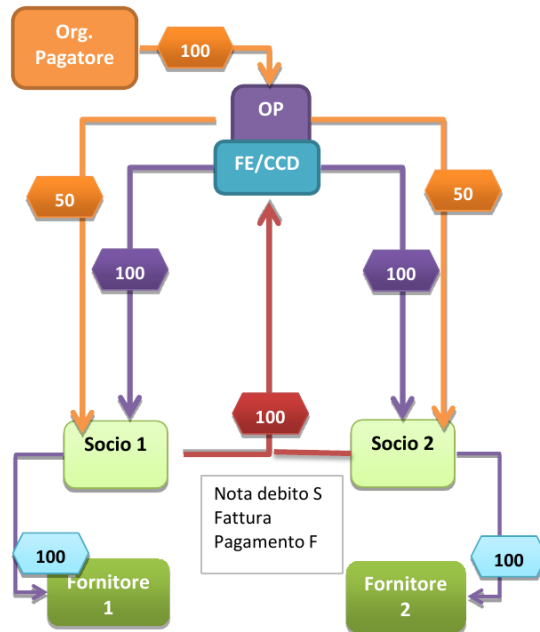 Org.
Pagatore
100
OP
FE/CCD
50
50
100
100
100
Socio 1
Socio 2
Nota debito S
Fattura
Pagamento F
100
100
Fornitore
1
Fornitore
2